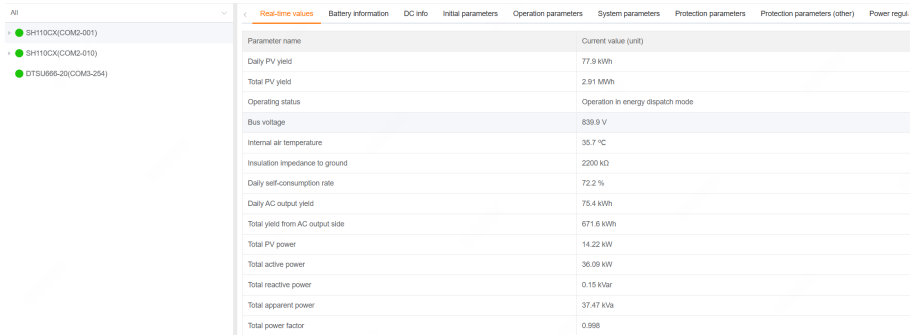 All
SH110CX(COM2-001)
SH110CX(COM2-010)
DTSU666-20(COM3-254)
Real-time values Battery information DC info Initial parameters Operation parameters System parameters Protection parameters Protection parameters (other) Power regul
Parameter name Current value (unit)
Daily PV yield 77.9 kWh
Total PV yield 2.91 MWh
Operating status Operation in energy dispatch mode
Bus voltage 839.9 V
Internal air temperature 35.7 ºC
Insulation impedance to ground 2200 kΩ
Daily self-consumption rate 72.2 %
Daily AC output yield 75.4 kWh
Total yield from AC output side 671.6 kWh
Total PV power 14.22 kW
Total active power 36.09 kW
Total reactive power 0.15 kVar
Total apparent power 37.47 kVa
Total power factor 0.998